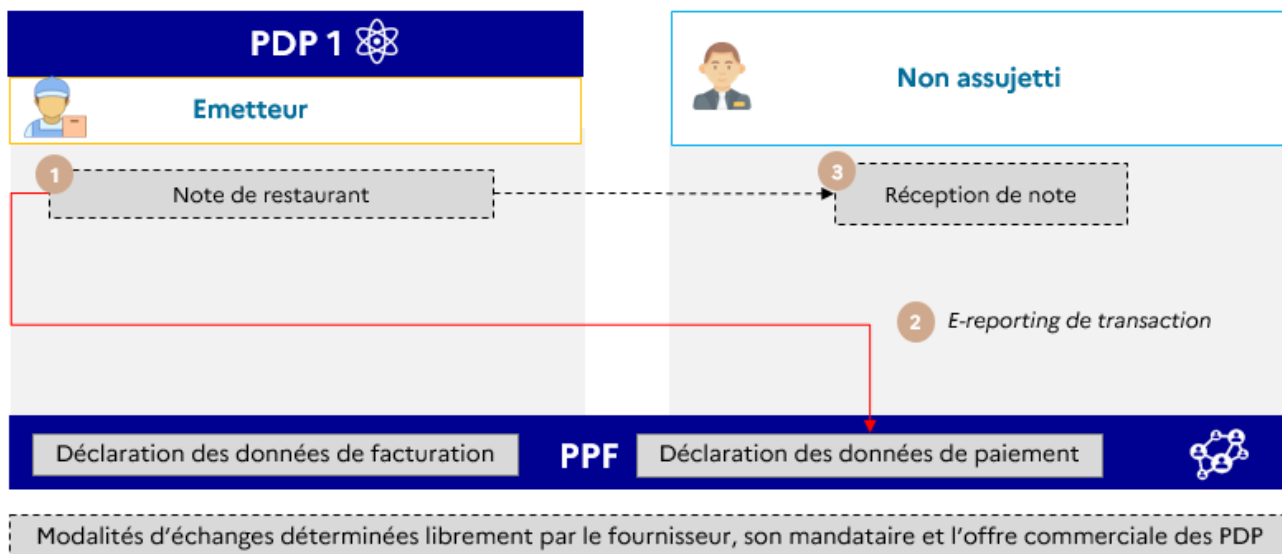 PDP 1
Emetteur
Non assujetti
1
Note de restaurant
3
Réception de note
2
E-reporting de transaction
Déclaration des données de facturation
PPF
Déclaration des données de paiement
Modalités d'échanges déterminées librement par le fournisseur, son mandataire et l'offre commerciale des PDP